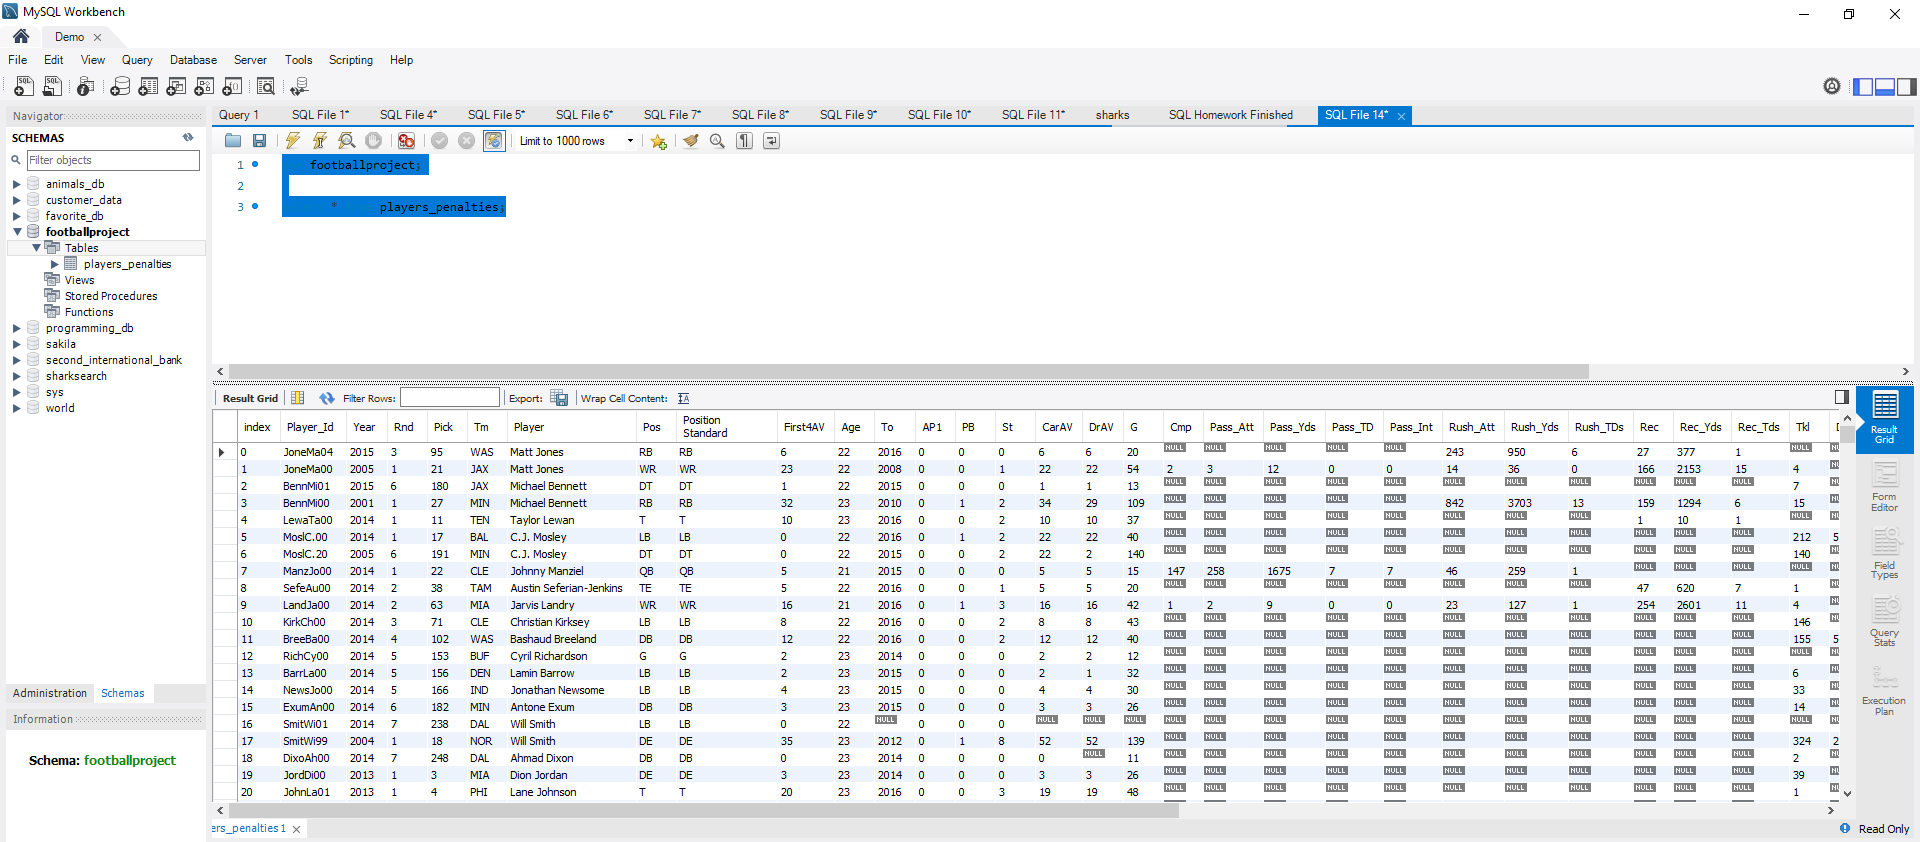 MySQL Workbench
Demo
File Edit View Query Database Server Tools Scripting Help
Navigator
SCHEMAS
Filter objects
animals_db
customer_data
favorite_db
footballproject
Tables
players_penalties
Views
Stored Procedures
Functions
programming_db
sakila
second_international_bank
sharksearch
sys
world
Administration Schemas
Information
Schema: footballproject
Query 1 SQL File 1* SQL File 4* SQL File 5* SQL File 6* SQL File 7* SQL File 8* SQL File 9* SQL File 10* SQL File 11* sharks SQL Homework Finished SQL File 14*
Limit to 1000 rows
1 footballproject;
2
3 * players_penalties;
Result Grid Filter Rows: Export: Wrap Cell Content:
index Player_Id Year Rnd Pick Tm Player Pos Position Standard First4AV Age To AP1 PB St CarAV DrAV G Cmp Pass_Att Pass_Yds Pass_TD Pass_Int Rush_Att Rush_Yds Rush_TDs Rec Rec_Yds Rec_Tds Tkl
0 JoneMa04 2015 3 95 WAS Matt Jones RB RB 6 22 2016 0 0 0 6 6 20 NULL NULL NULL NULL NULL 243 950 6 27 377 1 NULL
1 JoneMa00 2005 1 21 JAX Matt Jones WR WR 23 22 2008 0 0 1 22 22 54 2 3 12 0 0 14 36 0 166 2153 15 4
2 BennMi01 2015 6 180 JAX Michael Bennett DT DT 1 22 2015 0 0 0 1 1 13 NULL NULL NULL NULL NULL NULL NULL NULL NULL NULL NULL 7
3 BennMi00 2001 1 27 MIN Michael Bennett RB RB 32 23 2010 0 1 2 34 29 109 NULL NULL NULL NULL NULL 842 3703 13 159 1294 6 15
4 LewaTa00 2014 1 11 TEN Taylor Lewan T T 10 23 2016 0 0 2 10 10 37 NULL NULL NULL NULL NULL NULL NULL NULL 1 10 1 NULL
5 MoslC.00 2014 1 17 BAL C.J. Mosley LB LB 0 22 2016 0 1 2 22 22 40 NULL NULL NULL NULL NULL NULL NULL NULL NULL NULL NULL 212 5
6 MoslC.20 2005 6 191 MIN C.J. Mosley DT DT 0 22 2015 0 0 2 22 2 140 NULL NULL NULL NULL NULL NULL NULL NULL NULL NULL NULL 140
7 ManzJo00 2014 1 22 CLE Johnny Manziel QB QB 5 21 2015 0 0 0 5 5 15 147 258 1675 7 7 46 259 1 NULL NULL NULL NULL
8 SefeAu00 2014 2 38 TAM Austin Seferian-Jenkins TE TE 5 22 2016 0 0 1 5 5 20 NULL NULL NULL NULL NULL NULL NULL NULL 47 620 7 1
9 LandJa00 2014 2 63 MIA Jarvis Landry WR WR 16 21 2016 0 1 3 16 16 42 1 2 9 0 0 23 127 1 254 2601 11 4
10 KirkCh00 2014 3 71 CLE Christian Kirksey LB LB 8 22 2016 0 0 2 8 8 43 NULL NULL NULL NULL NULL NULL NULL NULL NULL NULL NULL 146
11 BreeBa00 2014 4 102 WAS Bashaud Breeland DB DB 12 22 2016 0 0 2 12 12 40 NULL NULL NULL NULL NULL NULL NULL NULL NULL NULL NULL 155 5
12 RichCy00 2014 5 153 BUF Cyril Richardson G G 2 23 2014 0 0 0 2 2 12 NULL NULL NULL NULL NULL NULL NULL NULL NULL NULL NULL NULL
13 BarrLa00 2014 5 156 DEN Lamin Barrow LB LB 2 23 2015 0 0 0 2 1 32 NULL NULL NULL NULL NULL NULL NULL NULL NULL NULL NULL 6
14 NewsJo00 2014 5 166 IND Jonathan Newsome LB LB 4 23 2015 0 0 0 4 4 30 NULL NULL NULL NULL NULL NULL NULL NULL NULL NULL NULL 33
15 ExumAn00 2014 6 182 MIN Antone Exum DB DB 3 23 2015 0 0 0 3 3 26 NULL NULL NULL NULL NULL NULL NULL NULL NULL NULL NULL 14
16 SmitWi01 2014 7 238 DAL Will Smith LB LB 0 22 NULL 0 0 0 NULL NULL NULL NULL NULL NULL NULL NULL NULL NULL NULL NULL NULL NULL NULL
17 SmitWi99 2004 1 18 NOR Will Smith DE DE 35 23 2012 0 1 8 52 52 139 NULL NULL NULL NULL NULL NULL NULL NULL NULL NULL NULL 324 2
18 DixoAh00 2014 7 248 DAL Ahmad Dixon DB DB 0 23 2014 0 0 0 0 NULL 11 NULL NULL NULL NULL NULL NULL NULL NULL NULL NULL NULL 2
19 JordDi00 2013 1 3 MIA Dion Jordan DE DE 3 23 2014 0 0 0 3 3 26 NULL NULL NULL NULL NULL NULL NULL NULL NULL NULL NULL 39
20 JohnLa01 2013 1 4 PHI Lane Johnson T T 20 23 2016 0 0 3 19 19 48 NULL NULL NULL NULL NULL NULL NULL NULL NULL NULL NULL 1
Result Grid
Form Editor
Field Types
Query Stats
Execution Plan
ers_penalties 1
Read Only